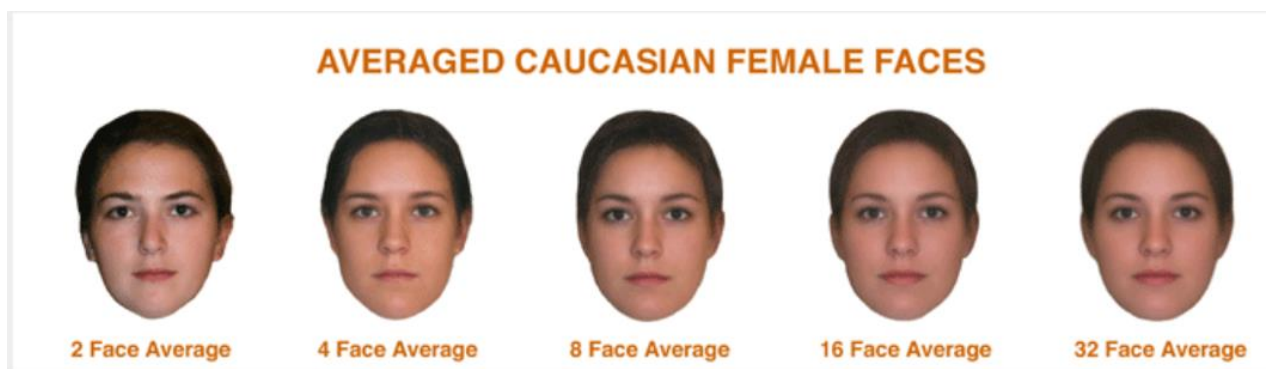 AVERAGED CAUCASIAN FEMALE FACES
2 Face Average
4 Face Average
8 Face Average
16 Face Average
32 Face Average